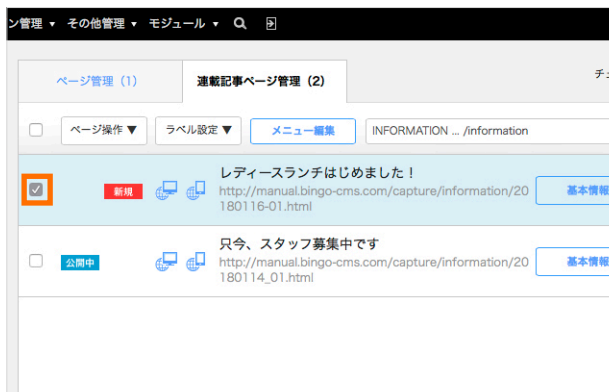 ン管理 ▼ その他管理 ▼ モジュール ▼
ページ管理（1）
連載記事ページ管理（2）
チェ
ページ操作 ▼
ラベル設定 ▼
メニュー編集
INFORMATION ... /information
新規
レディースランチはじめました！
http://manual.bingo-cms.com/capture/information/20
180116-01.html
基本情報
公開中
只今、スタッフ募集中です
http://manual.bingo-cms.com/capture/information/20
180114_01.html
基本情報